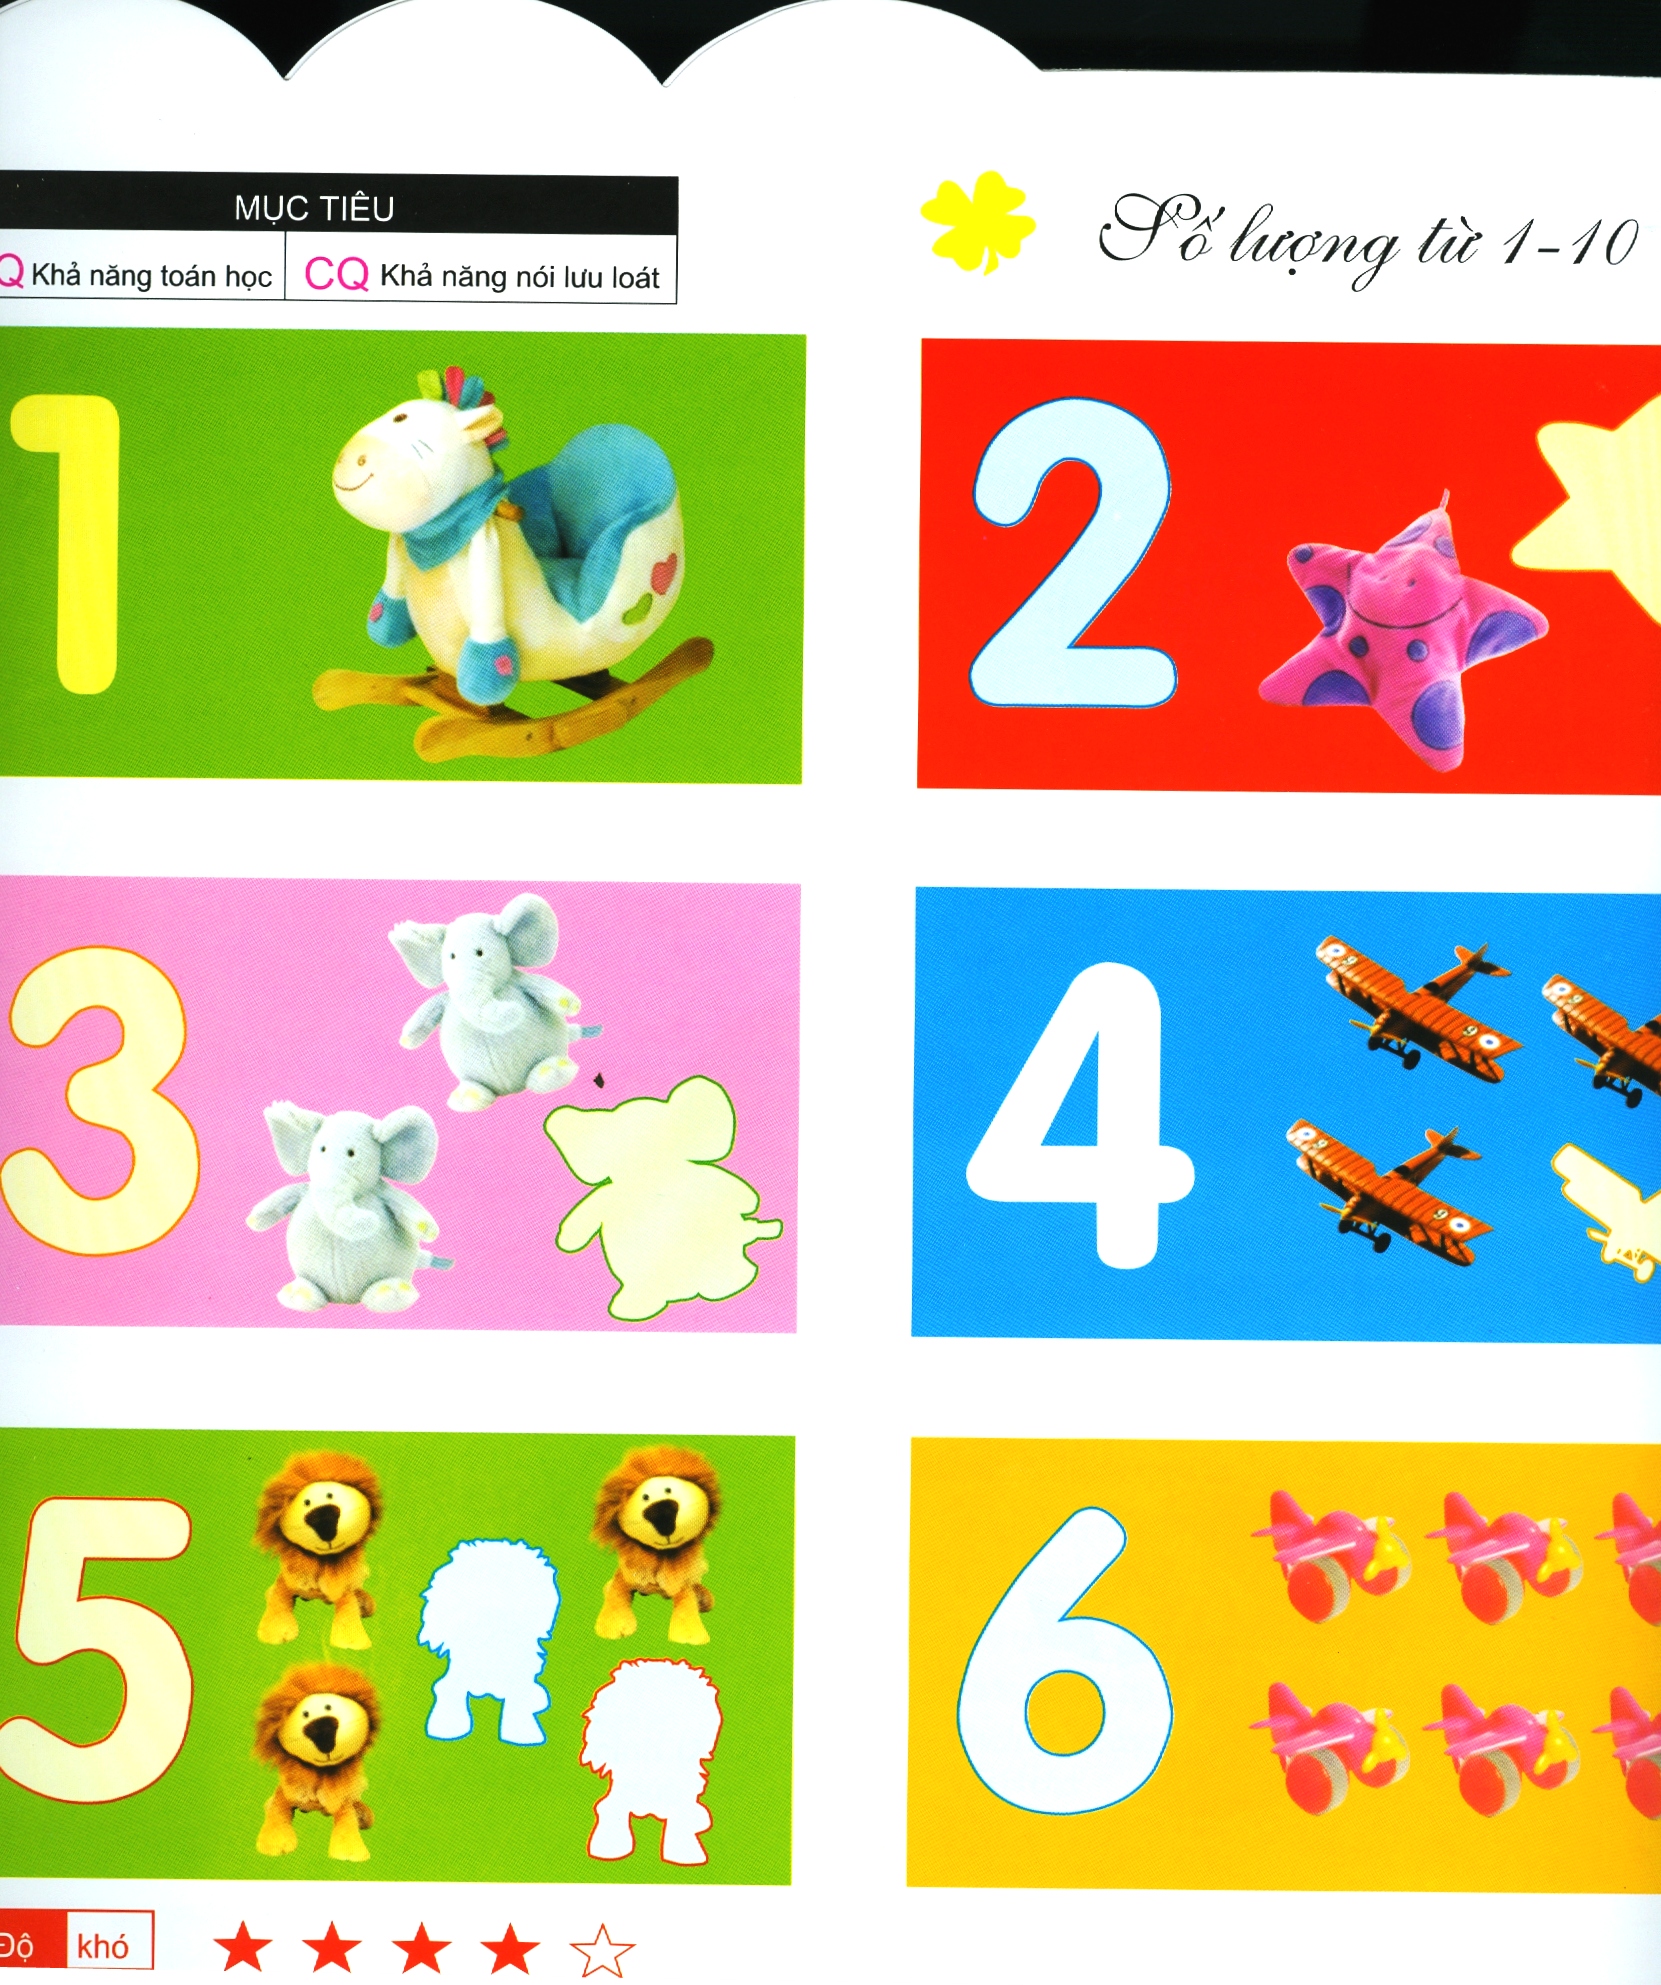 MỤC TIÊU
Q Khả năng toán học CQ Khả năng nói lưu loát
Số lượng từ 1-10
1
2
3
4
5
6
Độ khó